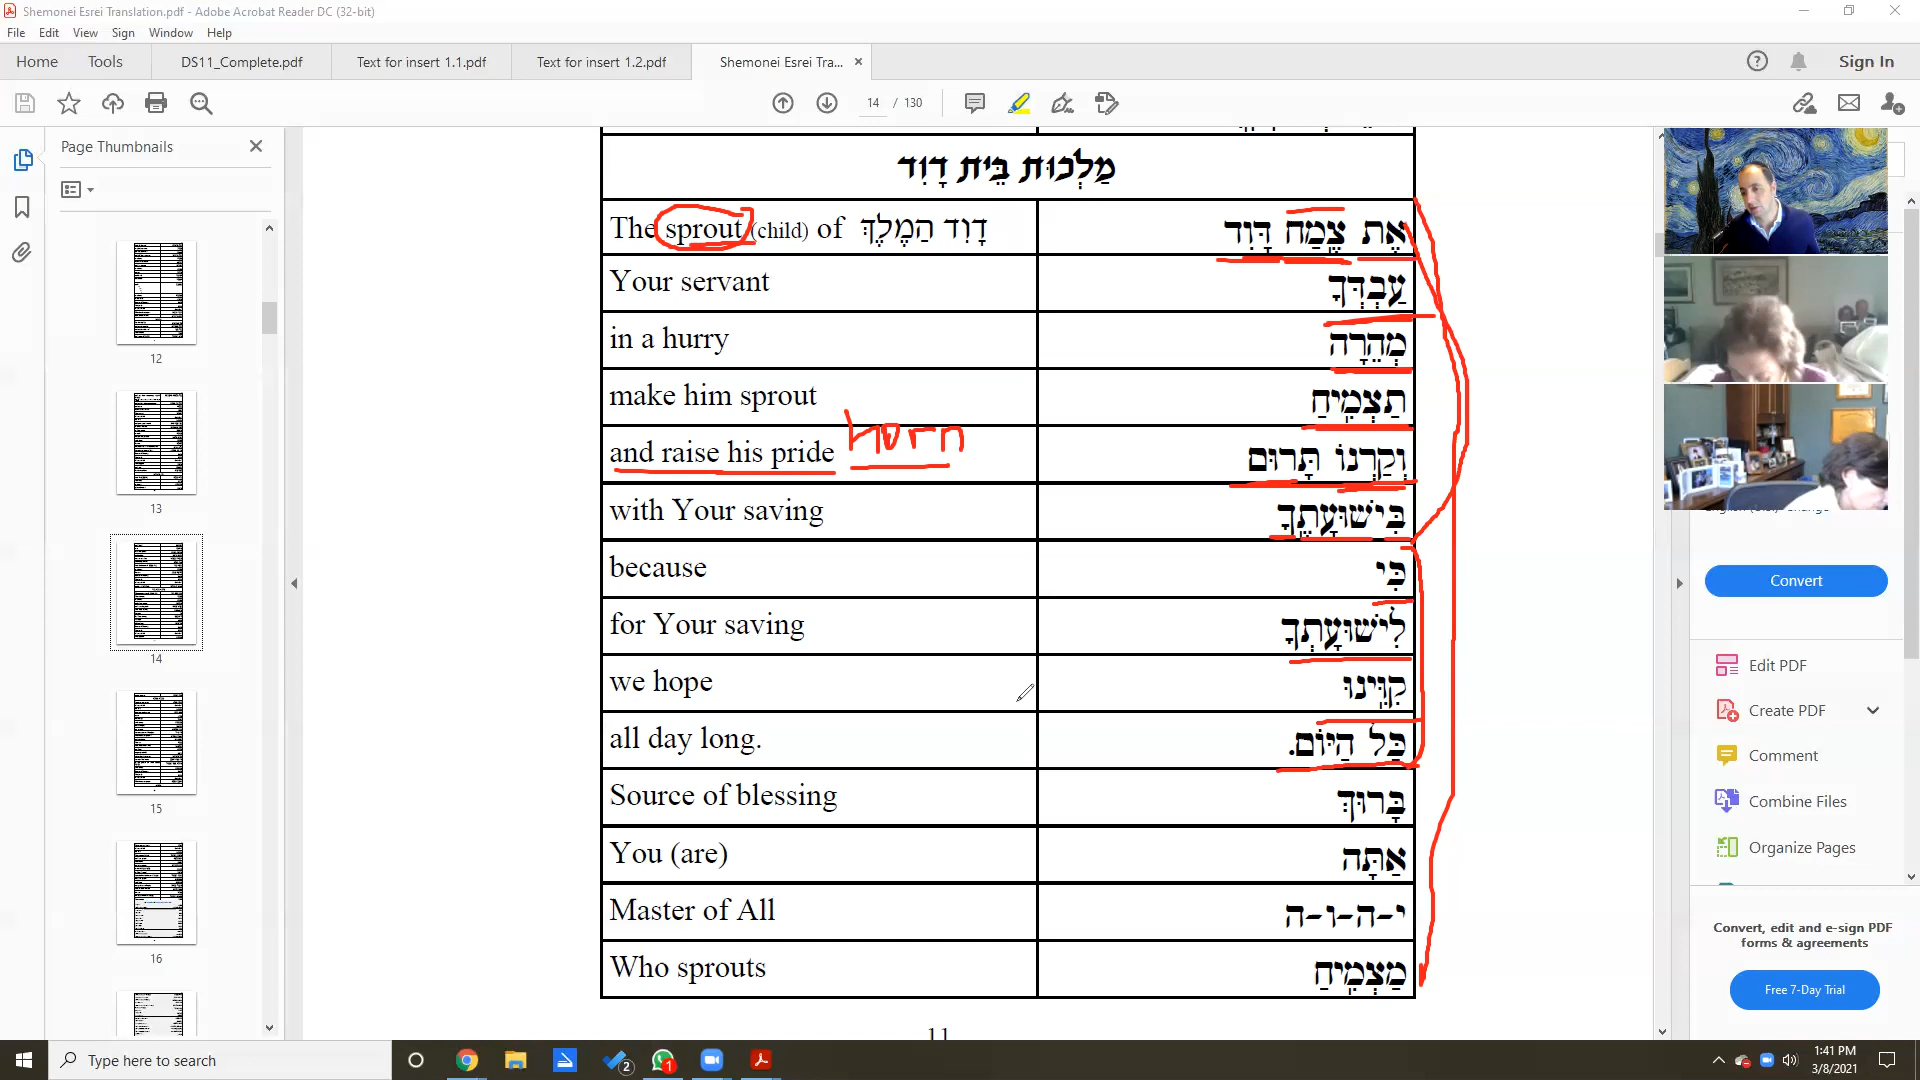 Shemonei Esrei Translation.pdf - Adobe Acrobat Reader DC (32-bit)
File Edit View Sign Window Help
Home Tools DS11_Complete.pdf Text for insert 1.1.pdf Text for insert 1.2.pdf Shemonei Esrei Tra... × Sign In
14 / 130
Page Thumbnails
12
13
14
15
16
מַלְכוּת בֵּית דָוִד
The sprout (child) of דָוִד הַמֶלֶךְ אֶת צֶמַח דָּוִד
Your servant עַבְדְּךָ
in a hurry מְהֵרָה
make him sprout תַצְמִיחַ
horn
and raise his pride וְקַרְנוֹ תָּרוּם
with Your saving בִּישׁוּעָתֶךָ
because כִּי
for Your saving לִישׁוּעָתְךָ
we hope קִוִּינוּ
all day long. כָּל הַיּוֹם.
Source of blessing בָּרוּךְ
You (are) אַתָּה
Master of All י-ה-ו-ה
Who sprouts מַצְמִיחַ
11
Convert
Edit PDF
Create PDF
Comment
Combine Files
Organize Pages
Convert, edit and e-sign PDF
forms & agreements
Free 7-Day Trial
Type here to search
2
1
1:41 PM
3/8/2021